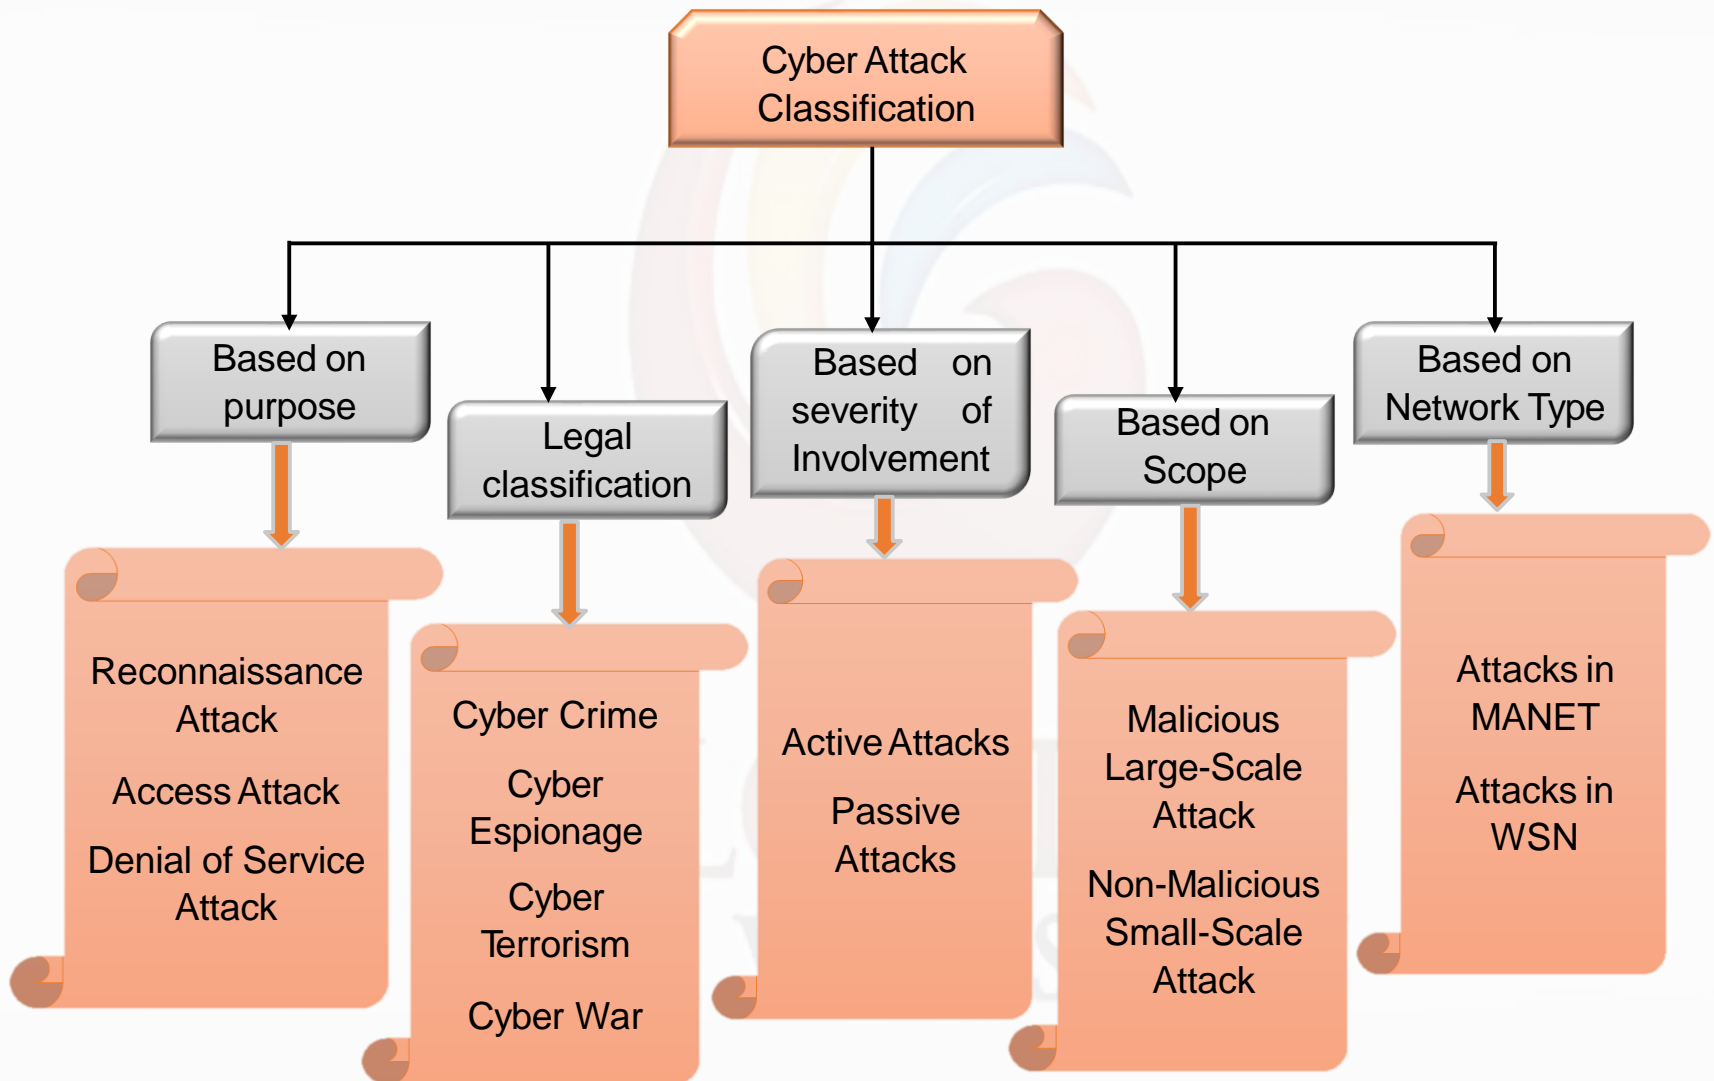 Cyber Attack
Classification
Based on
purpose
Legal
classification
Based on
severity of
Involvement
Based on
Scope
Based on
Network Type
Reconnaissance
Attack
Access Attack
Denial of Service
Attack
Cyber Crime
Cyber
Espionage
Cyber
Terrorism
Cyber War
Active Attacks
Passive
Attacks
Malicious
Large-Scale
Attack
Non-Malicious
Small-Scale
Attack
Attacks in
MANET
Attacks in
WSN